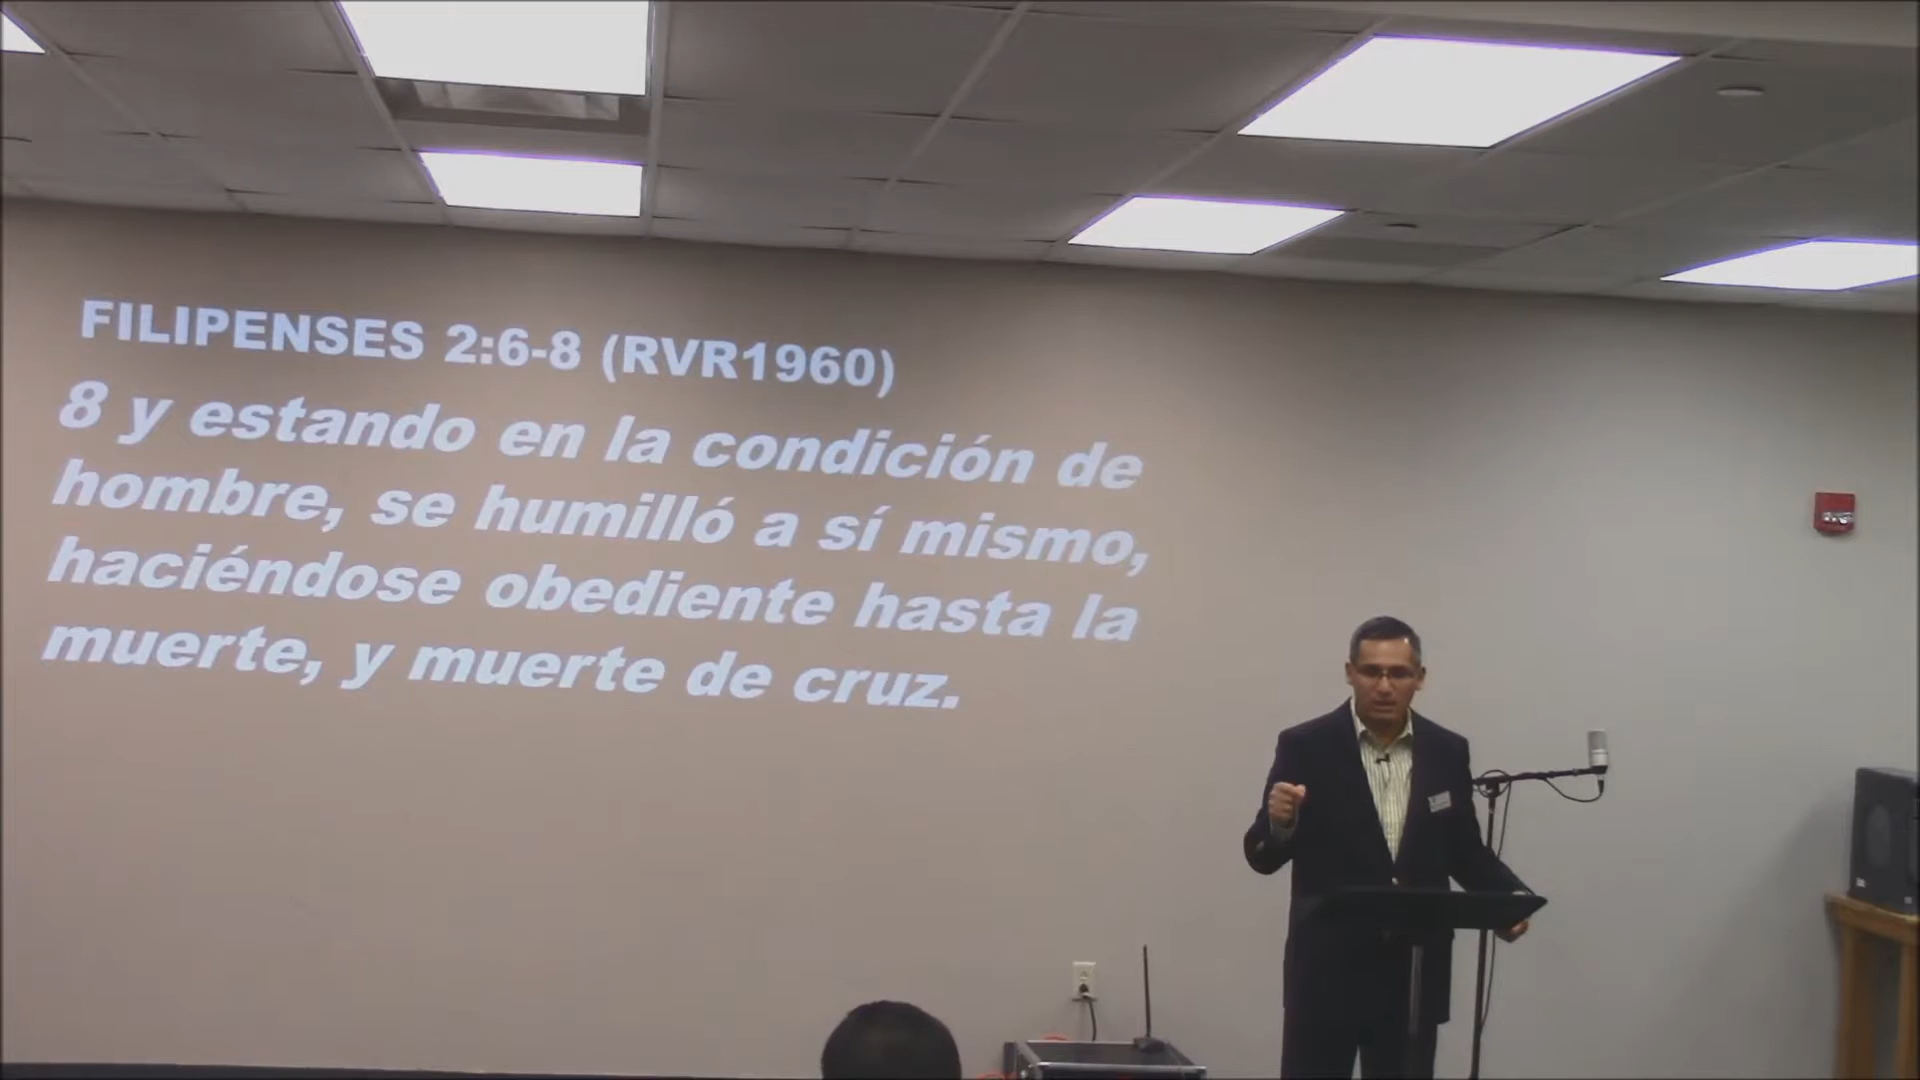 FILIPENSES 2:6-8 (RVR1960)
8 y estando en la condición de
hombre, se humilló a sí mismo,
haciéndose obediente hasta la
muerte, y muerte de cruz.